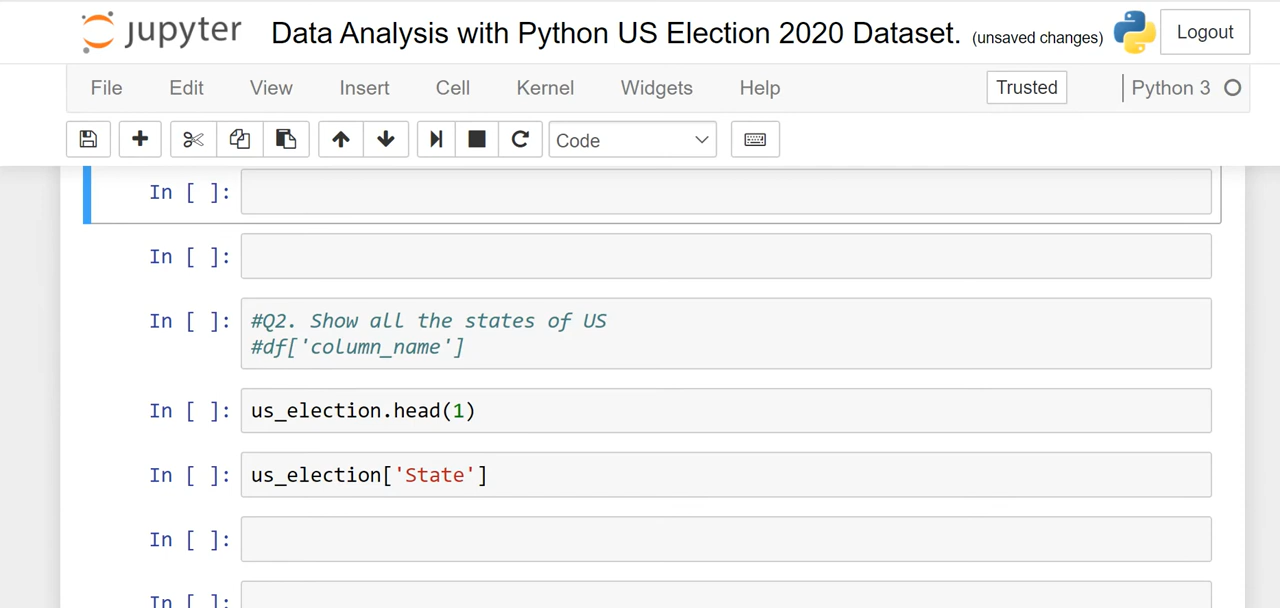 jupyter Data Analysis with Python US Election 2020 Dataset. (unsaved changes) Logout
File Edit View Insert Cell Kernel Widgets Help Trusted Python 3
Code
In [ ]:
In [ ]:
In [ ]: #Q2. Show all the states of US
#df['column_name']
In [ ]: us_election.head(1)
In [ ]: us_election['State']
In [ ]:
In [ ]: